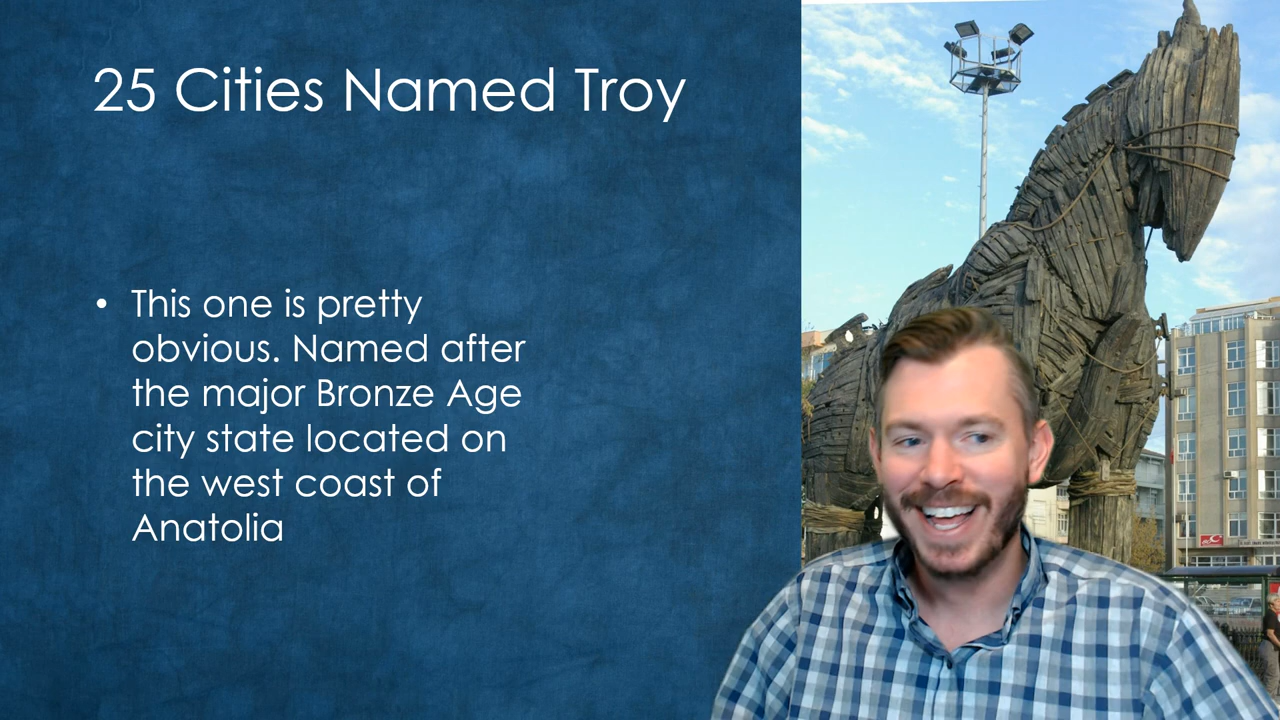 25 Cities Named Troy
• This one is pretty
obvious. Named after
the major Bronze Age
city state located on
the west coast of
Anatolia